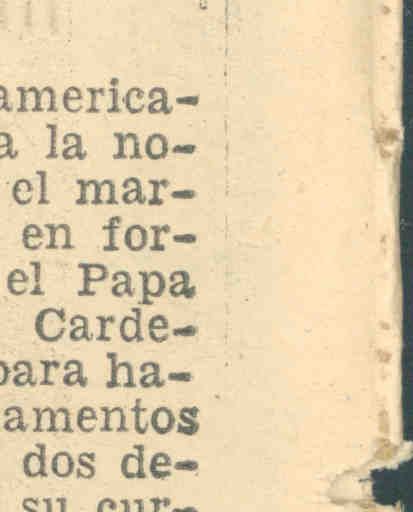 america-
a la no-
el mar-
en for-
el Papa
Carde-
para ha-
amentos
dos de-
su cur-